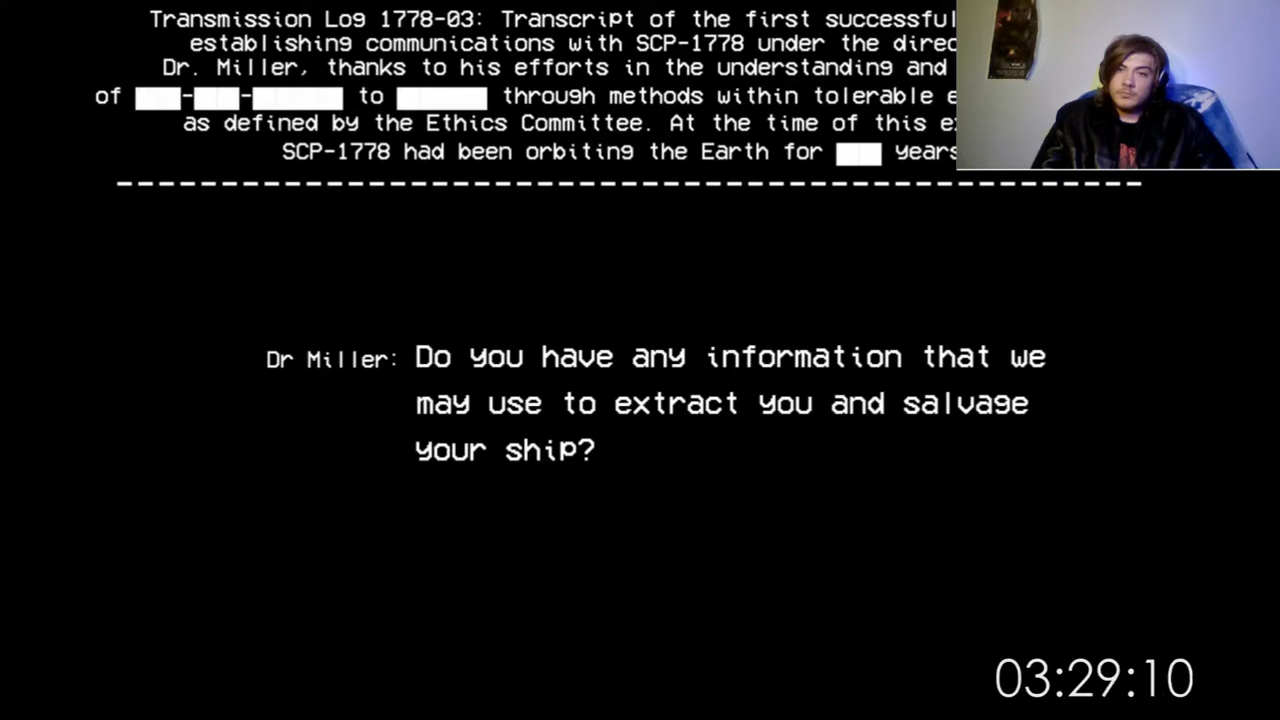 Transmission Log 1778-03: Transcript of the first successful
establishing communications with SCP-1778 under the direc
Dr. Miller, thanks to his efforts in the understanding and
of ███-███-██████ to ██████ through methods within tolerable e
as defined by the Ethics Committee. At the time of this e
SCP-1778 had been orbiting the Earth for ███ years
Dr Miller: Do you have any information that we
may use to extract you and salvage
your ship?
03:29:10